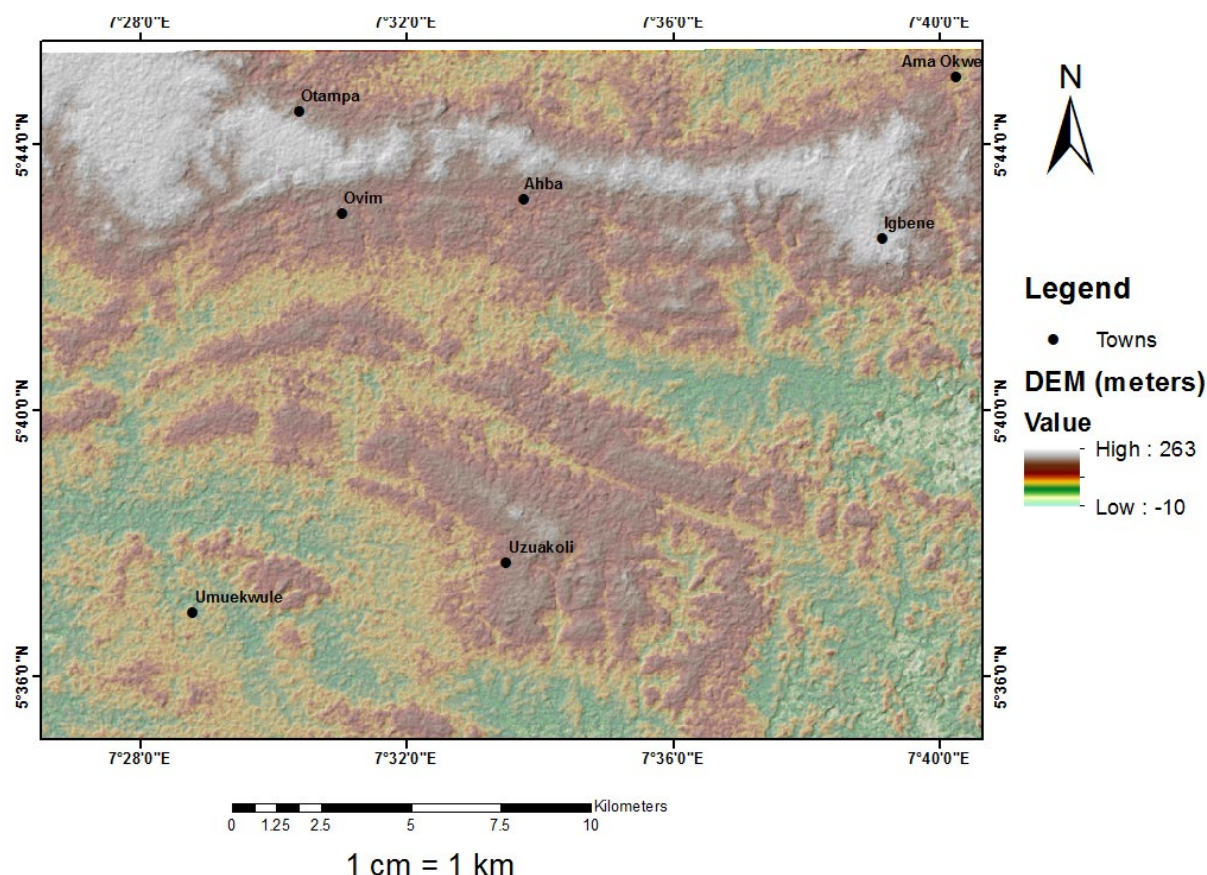 7°28'0"E 7°32'0"E 7°36'0"E 7°40'0"E
Ama Okwe
N
Otampa
5°44'0"N 5°44'0"N
Ahba
Ovim
Igbene
Legend
Towns
DEM (meters)
Value
5°40'0"N 5°40'0"N
High : 263
Low : -10
Uzuakoli
Umuekwule
5°36'0"N 5°36'0"N
7°28'0"E 7°32'0"E 7°36'0"E 7°40'0"E
Kilometers
0 1.25 2.5 5 7.5 10
1 cm = 1 km